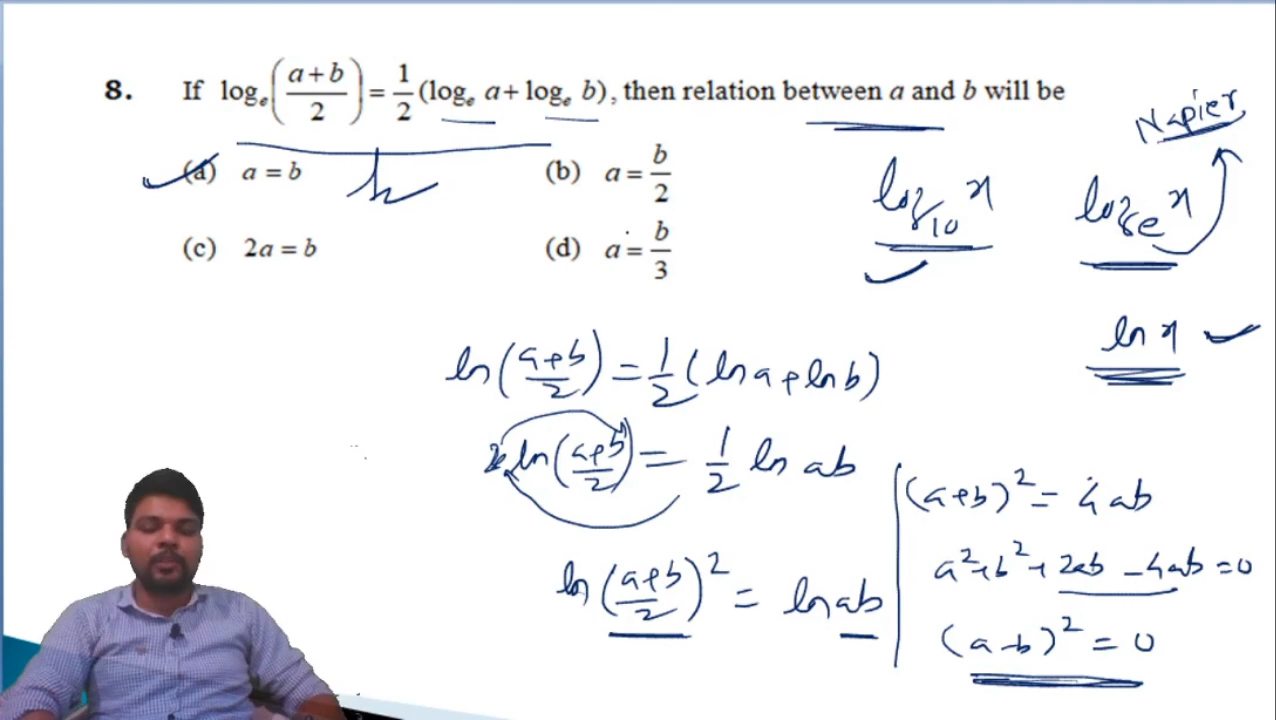 8. If logₑ((a+b)/2) = 1/2 (logₑ a + logₑ b), then relation between a and b will be
(a) a = b
(b) a = b/2
(c) 2a = b
(d) a = b/3
Napier
log₁₀ x
logₑ x
ln x
ln((a+b)/2) = 1/2 (ln a + ln b)
2 ln((a+b)/2) = 1/2 ln ab
ln((a+b)/2)² = ln ab
(a+b)² = 4ab
a² + b² + 2ab - 4ab = 0
(a-b)² = 0